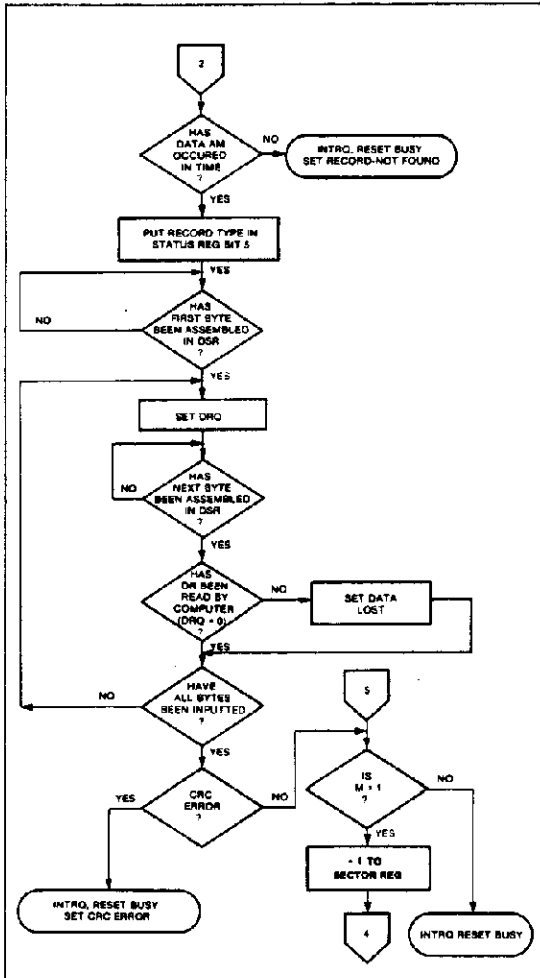 2
HAS
DATA AM
OCCURED
IN TIME
?
NO
INTRQ, RESET BUSY
SET RECORD-NOT FOUND
YES
PUT RECORD TYPE IN
STATUS REG BIT 5
YES
HAS
FIRST BYTE
BEEN ASSEMBLED
IN DSR
?
NO
YES
SET DRQ
HAS
NEXT BYTE
BEEN ASSEMBLED
IN DSR
?
NO
YES
HAS
DR BEEN
READ BY
COMPUTER
(DRQ = 0)
?
NO
SET DATA
LOST
YES
HAVE
ALL BYTES
BEEN INPUTTED
?
NO
YES
CRC
ERROR
?
YES
NO
INTRQ, RESET BUSY
SET CRC ERROR
5
IS
M = 1
?
NO
YES
+ 1 TO
SECTOR REG
4
INTRQ RESET BUSY